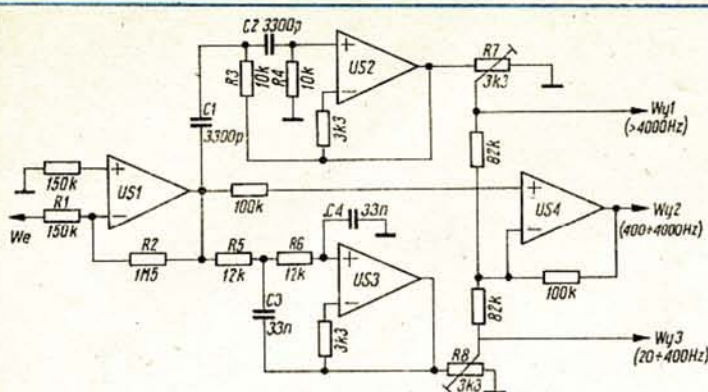 C2 3300p
R3
10k
R4
10k
+
US2
−
3k3
R7
3k3
C1
3300p
Wy1
(>4000Hz)
82k
150k
+
US1
−
R1
150k
We
100k
+
US4
−
Wy2
(400÷4000Hz)
R2
1M5
R5
12k
R6
12k
C4
33n
+
US3
−
C3
33n
3k3
100k
82k
Wy3
(20÷400Hz)
R8
3k3